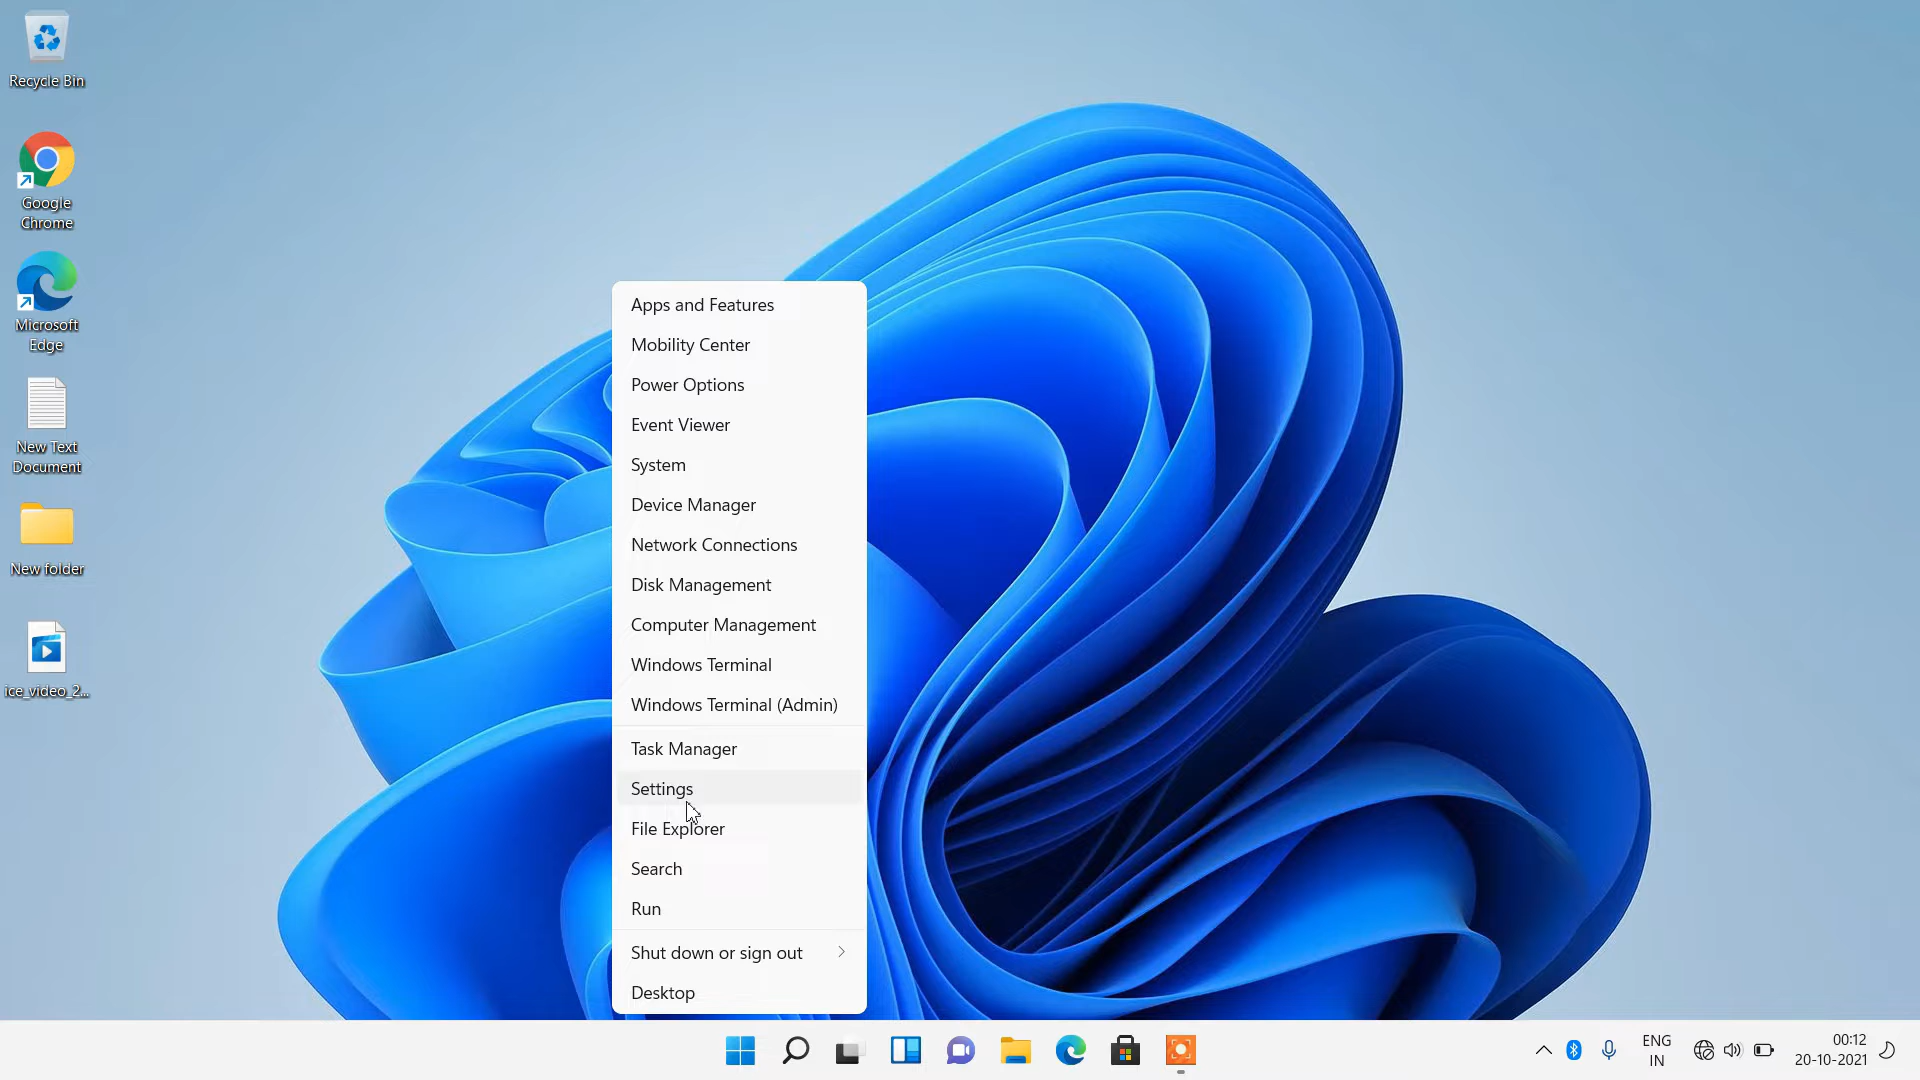 Recycle Bin
Google
Chrome
Microsoft
Edge
New Text
Document
New folder
ice_video_2...
Apps and Features
Mobility Center
Power Options
Event Viewer
System
Device Manager
Network Connections
Disk Management
Computer Management
Windows Terminal
Windows Terminal (Admin)
Task Manager
Settings
File Explorer
Search
Run
Shut down or sign out
Desktop
ENG
IN
00:12
20-10-2021